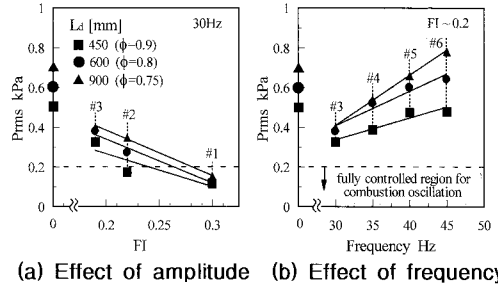 (a)
L_d [mm]
30Hz
450 (ϕ=0.9)
600 (ϕ=0.8)
900 (ϕ=0.75)
Prms kPa
1
0.8
0.6
0.4
0.2
0
#3
#2
#1
0
0.2
0.25
0.3
FI
(b)
FI ~ 0.2
Prms kPa
1
0.8
0.6
0.4
0.2
0
#3
#4
#5
#6
fully controlled region for
combustion oscillation
0
30
35
40
45
50
Frequency Hz
(a) Effect of amplitude
(b) Effect of frequency